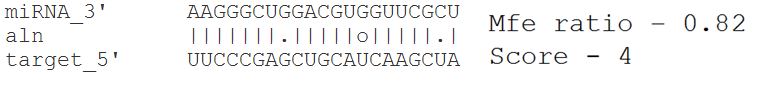 miRNA_3' AAGGGCUGGACGUGGUUCGCU
aln |||||||.|||||o|||||.|
target_5' UUCCCGAGCUGCAUCAAGCUA
Mfe ratio – 0.82
Score - 4